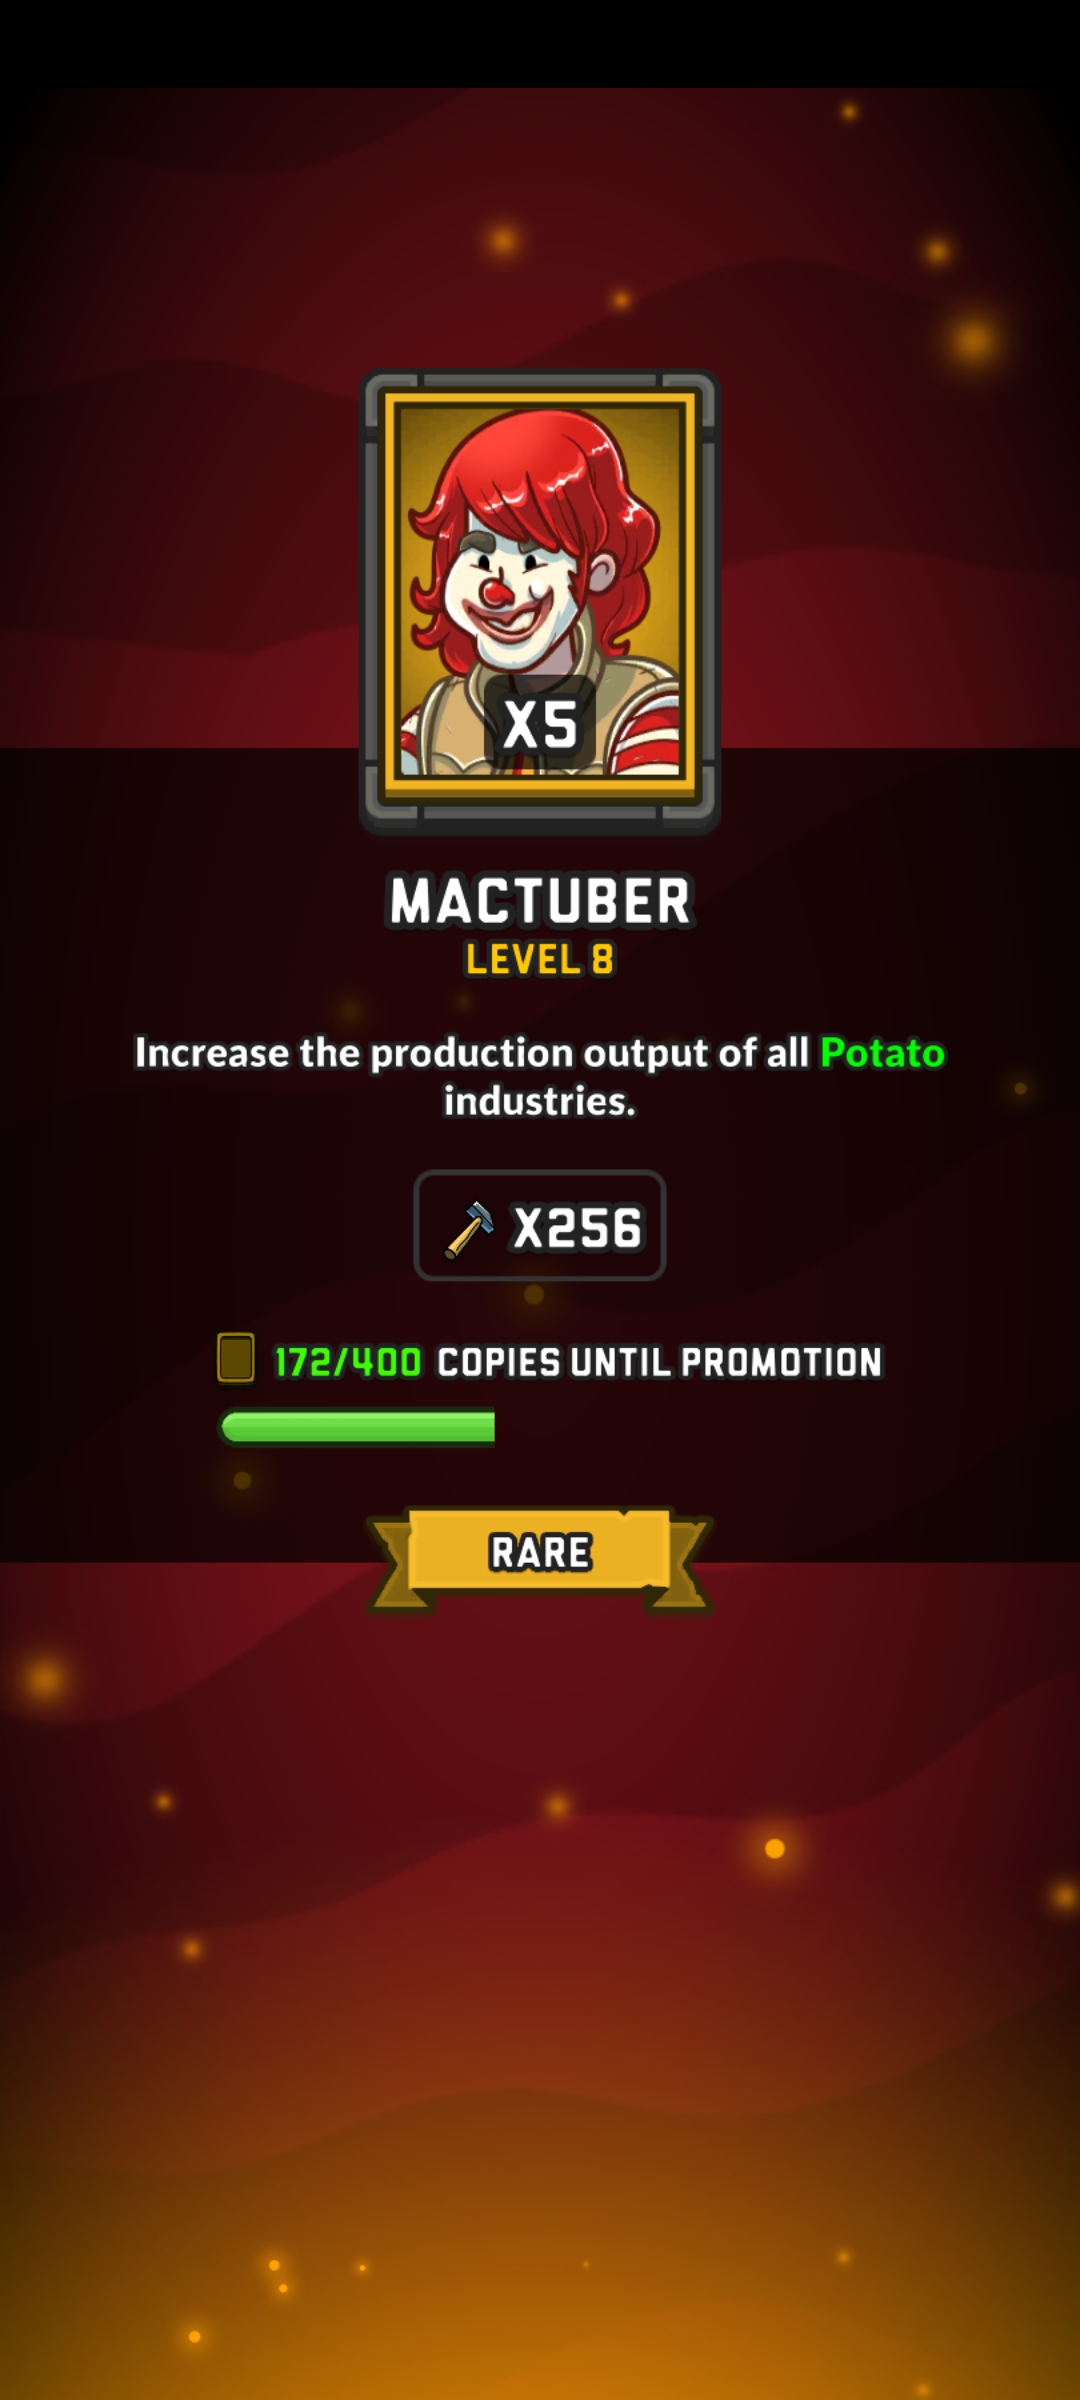 X5
MACTUBER
LEVEL 8
Increase the production output of all Potato
industries.
X256
172/400 COPIES UNTIL PROMOTION
RARE